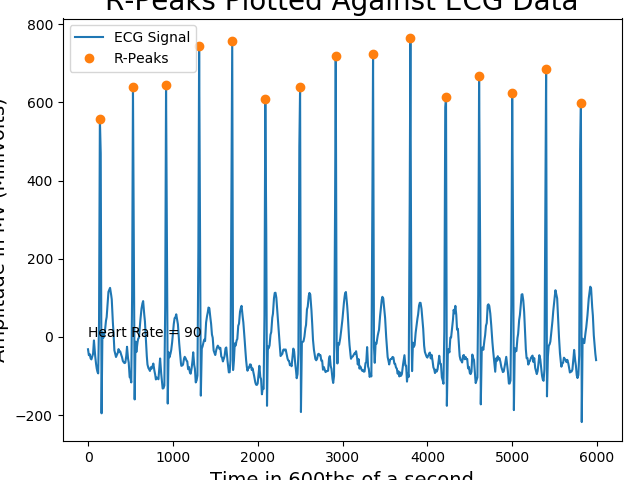 R-Peaks Plotted Against ECG Data
ECG Signal
R-Peaks
800
600
400
200
0
−200
Amplitude in MV (Millivolts)
Heart Rate = 90
0 1000 2000 3000 4000 5000 6000
Time in 600ths of a second